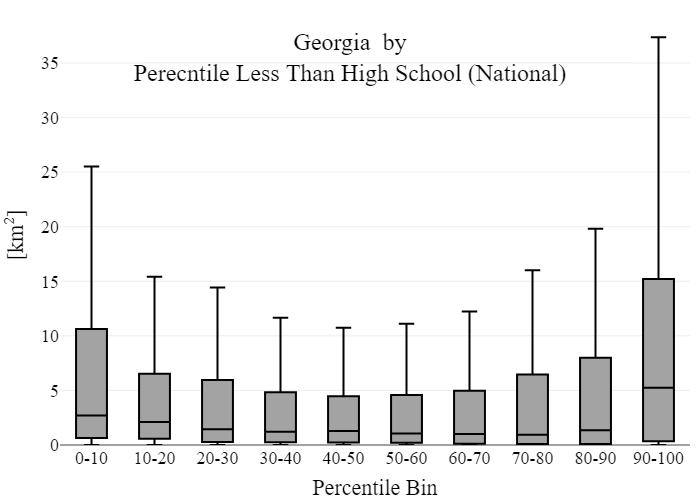 Georgia by
Perecntile Less Than High School (National)
35
30
25
20
15
10
5
0
[km²]
0-10 10-20 20-30 30-40 40-50 50-60 60-70 70-80 80-90 90-100
Percentile Bin